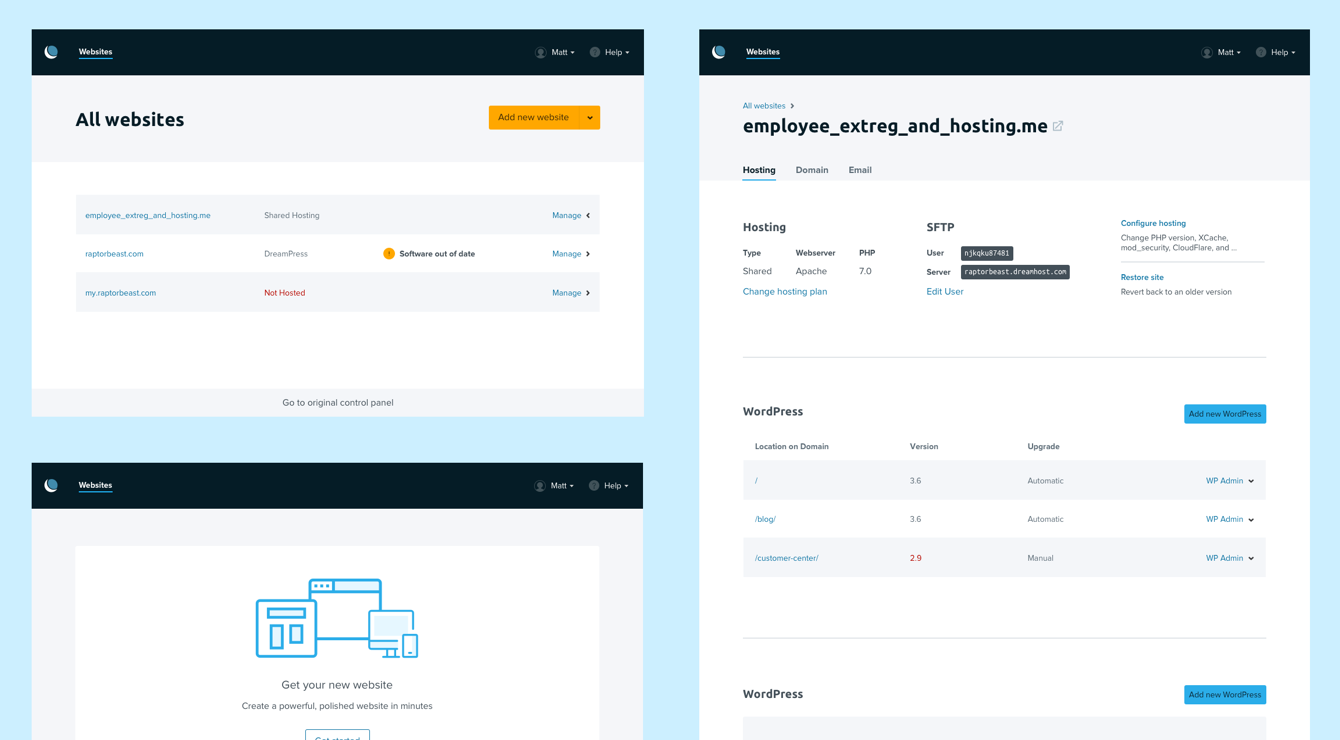 Websites
Matt
Help
All websites
Add new website
employee_extreg_and_hosting.me Shared Hosting Manage
raptorbeast.com DreamPress ! Software out of date Manage
my.raptorbeast.com Not Hosted Manage
Go to original control panel
Websites
Matt
Help
Get your new website
Create a powerful, polished website in minutes
Get started
Websites
Matt
Help
All websites
employee_extreg_and_hosting.me
Hosting Domain Email
Hosting
Type Webserver PHP
Shared Apache 7.0
Change hosting plan
SFTP
User njkqku87481
Server raptorbeast.dreamhost.com
Edit User
Configure hosting
Change PHP version, XCache,
mod_security, CloudFlare, and ...
Restore site
Revert back to an older version
WordPress
Add new WordPress
Location on Domain Version Upgrade
/ 3.6 Automatic WP Admin
/blog/ 3.6 Automatic WP Admin
/customer-center/ 2.9 Manual WP Admin
WordPress
Add new WordPress